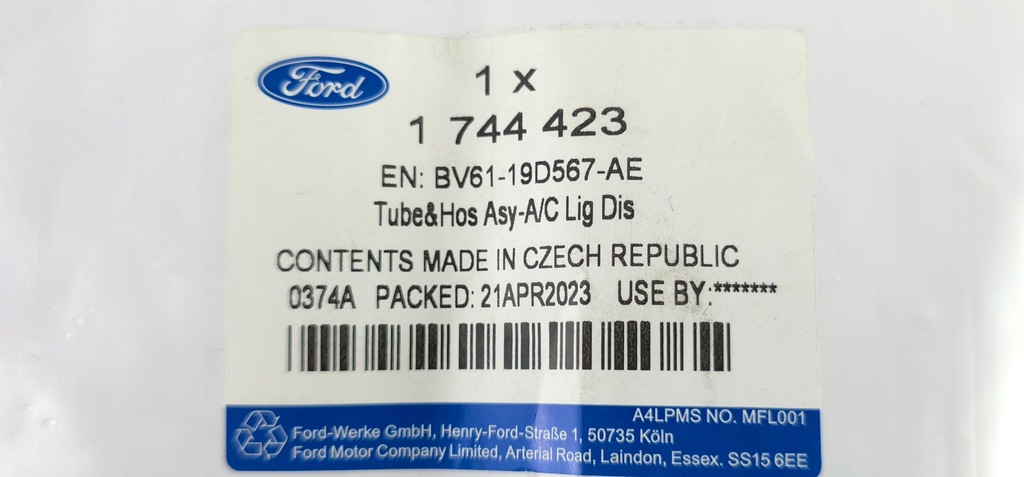 Ford
1 x
1 744 423
EN: BV61-19D567-AE
Tube&Hos Asy-A/C Lig Dis
CONTENTS MADE IN CZECH REPUBLIC
0374A PACKED: 21APR2023 USE BY:*******
A4LPMS NO. MFL001
Ford-Werke GmbH, Henry-Ford-Straße 1, 50735 Köln
Ford Motor Company Limited, Arterial Road, Laindon, Essex. SS15 6EE